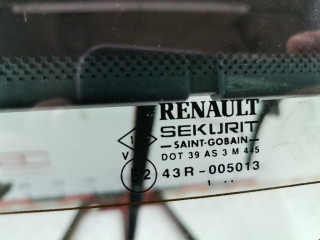 RENAULT
SEKURIT
SAINT-GOBAIN
DOT 39 AS 3 M 445
V
E2 43R-005013